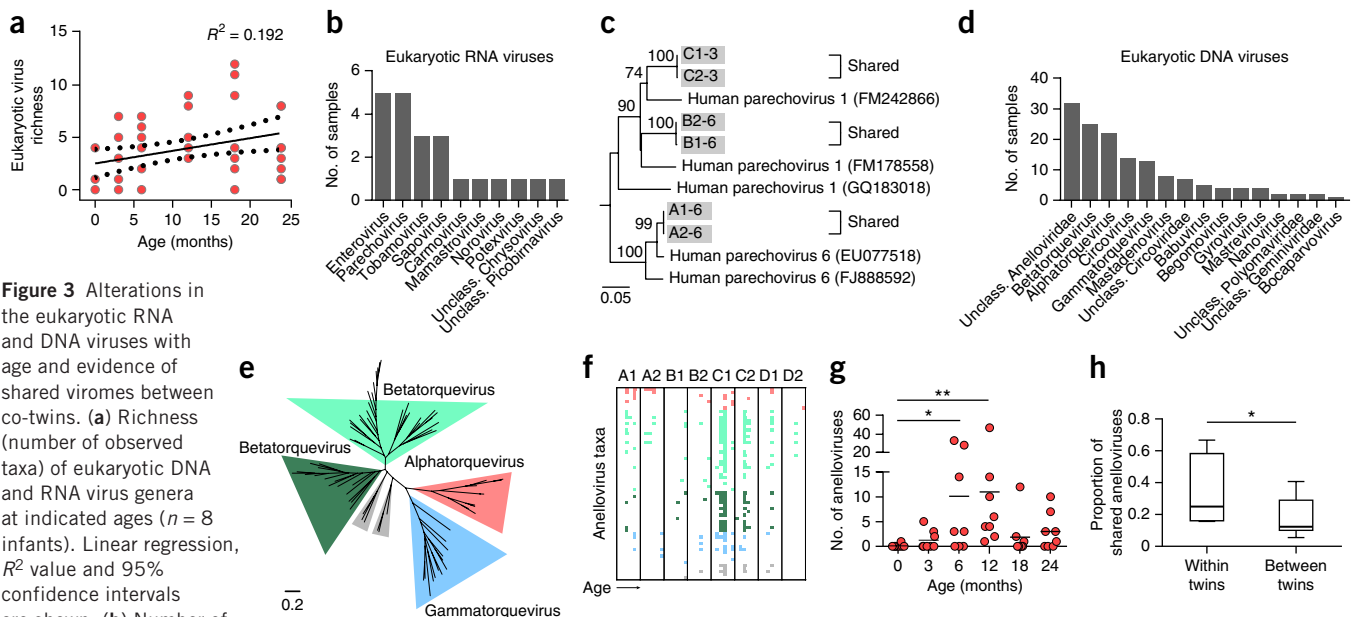 a
R² = 0.192
Eukaryotic virus
richness
15
10
5
0
0
5
10
15
20
25
Age (months)
b
Eukaryotic RNA viruses
No. of samples
6
4
2
0
Enterovirus
Parechovirus
Tobamovirus
Sapovirus
Carmovirus
Mamastrovirus
Norovirus
Potexvirus
Unclass. Chrysovirus
Unclass. Picobirnavirus
c
100
C1-3
C2-3
Shared
74
Human parechovirus 1 (FM242866)
90
100
B2-6
B1-6
Shared
Human parechovirus 1 (FM178558)
Human parechovirus 1 (GQ183018)
99
A1-6
A2-6
Shared
100
Human parechovirus 6 (EU077518)
Human parechovirus 6 (FJ888592)
0.05
d
Eukaryotic DNA viruses
No. of samples
40
30
20
10
0
Unclass. Anelloviridae
Betatorquevirus
Alphatorquevirus
Circovirus
Gammatorquevirus
Mastadenovirus
Unclass. Circoviridae
Babuvirus
Begomovirus
Gyrovirus
Mastrevirus
Nanovirus
Unclass. Polyomaviridae
Unclass. Geminiviridae
Bocaparvovirus
Figure 3 Alterations in
the eukaryotic RNA
and DNA viruses with
age and evidence of
shared viromes between
co-twins. (a) Richness
(number of observed
taxa) of eukaryotic DNA
and RNA virus genera
at indicated ages (n = 8
infants). Linear regression,
R² value and 95%
confidence intervals
are shown. (b) Number of
e
Betatorquevirus
Betatorquevirus
Alphatorquevirus
Gammatorquevirus
0.2
f
A1 A2 B1 B2 C1 C2 D1 D2
Anellovirus taxa
Age
g
**
*
No. of anelloviruses
60
40
20
15
10
5
0
0
3
6
12
18
24
Age (months)
h
*
Proportion of
shared anelloviruses
0.8
0.6
0.4
0.2
0
Within
twins
Between
twins